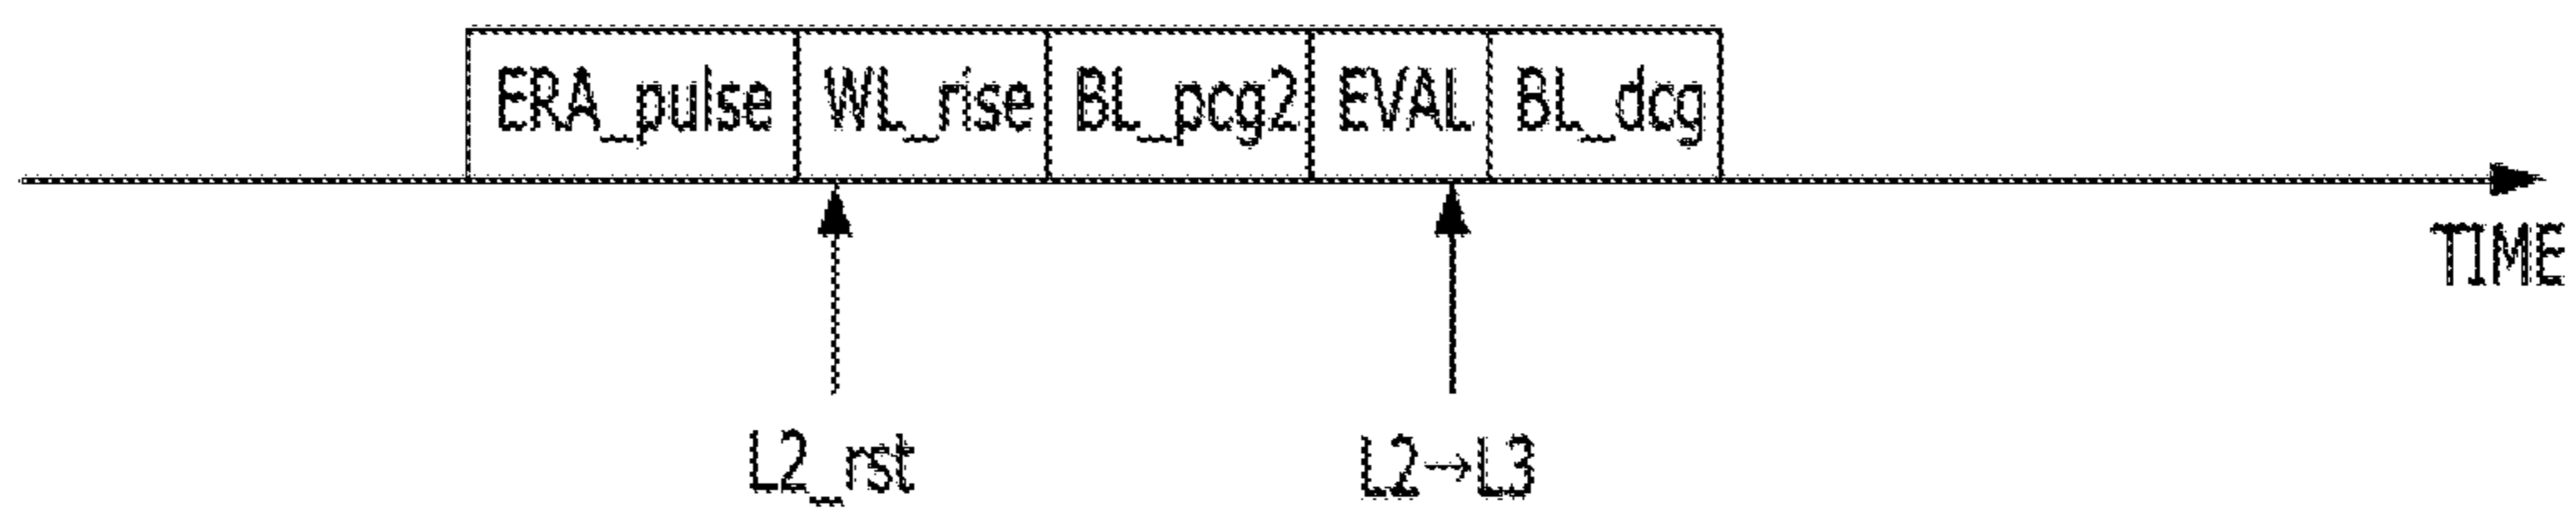 ERA_pulse WL_rise BL_pcg2 EVAL BL_dcg
TIME
L2_rst L2→L3